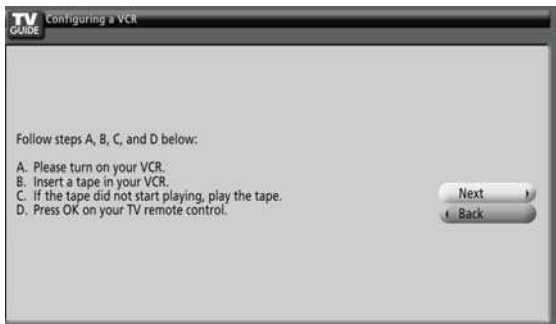 TV
GUIDE
Configuring a VCR
Follow steps A, B, C, and D below:
A. Please turn on your VCR.
B. Insert a tape in your VCR.
C. If the tape did not start playing, play the tape.
D. Press OK on your TV remote control.
Next
Back